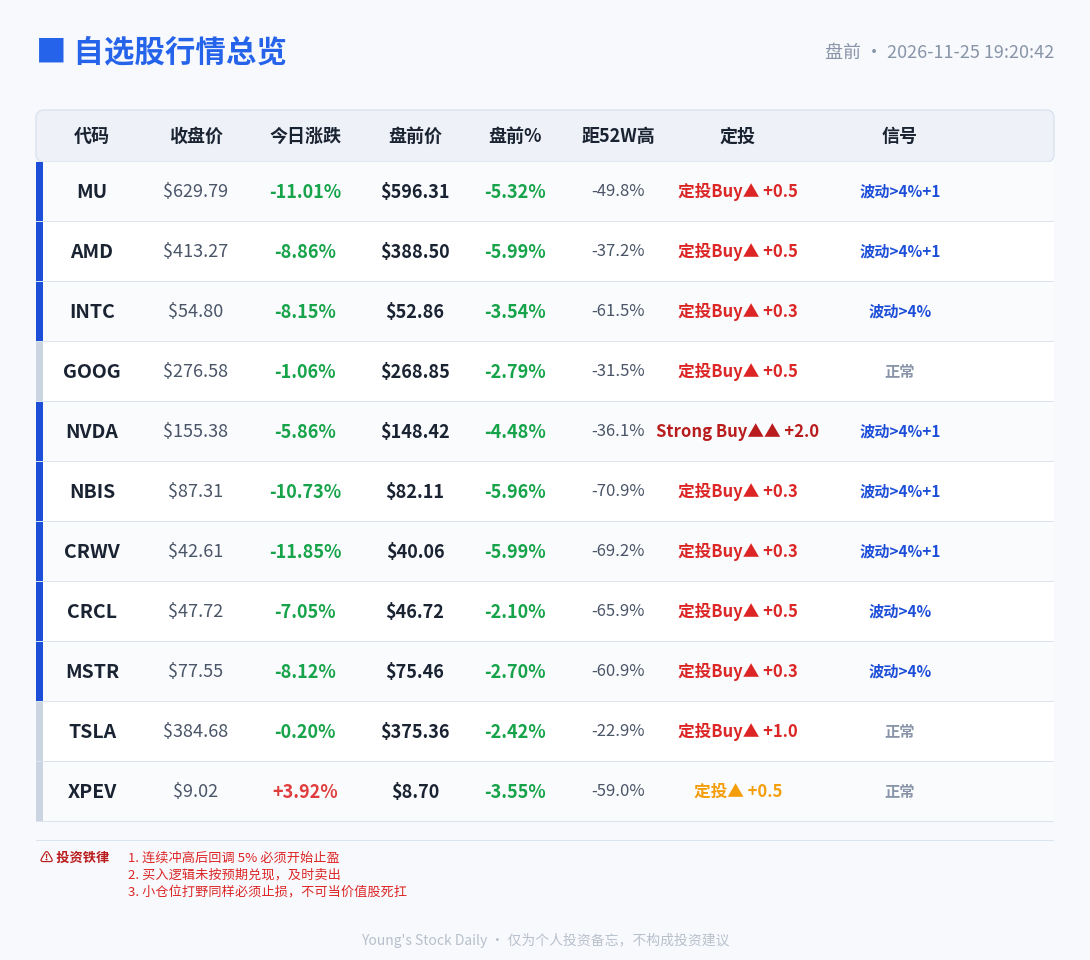 自选股行情总览
盘前 · 2026-11-25 19:20:42
代码 收盘价 今日涨跌 盘前价 盘前% 距52W高 定投 信号
MU $629.79 -11.01% $596.31 -5.32% -49.8% 定投Buy▲ +0.5 波动>4%+1
AMD $413.27 -8.86% $388.50 -5.99% -37.2% 定投Buy▲ +0.5 波动>4%+1
INTC $54.80 -8.15% $52.86 -3.54% -61.5% 定投Buy▲ +0.3 波动>4%
GOOG $276.58 -1.06% $268.85 -2.79% -31.5% 定投Buy▲ +0.5 正常
NVDA $155.38 -5.86% $148.42 -4.48% -36.1% Strong Buy▲▲ +2.0 波动>4%+1
NBIS $87.31 -10.73% $82.11 -5.96% -70.9% 定投Buy▲ +0.3 波动>4%+1
CRWV $42.61 -11.85% $40.06 -5.99% -69.2% 定投Buy▲ +0.3 波动>4%+1
CRCL $47.72 -7.05% $46.72 -2.10% -65.9% 定投Buy▲ +0.5 波动>4%
MSTR $77.55 -8.12% $75.46 -2.70% -60.9% 定投Buy▲ +0.3 波动>4%
TSLA $384.68 -0.20% $375.36 -2.42% -22.9% 定投Buy▲ +1.0 正常
XPEV $9.02 +3.92% $8.70 -3.55% -59.0% 定投▲ +0.5 正常
⚠ 投资铁律 1. 连续冲高后回调 5% 必须开始止盈
2. 买入逻辑未按预期兑现，及时卖出
3. 小仓位打野同样必须止损，不可当价值股死扛
Young's Stock Daily · 仅为个人投资备忘，不构成投资建议